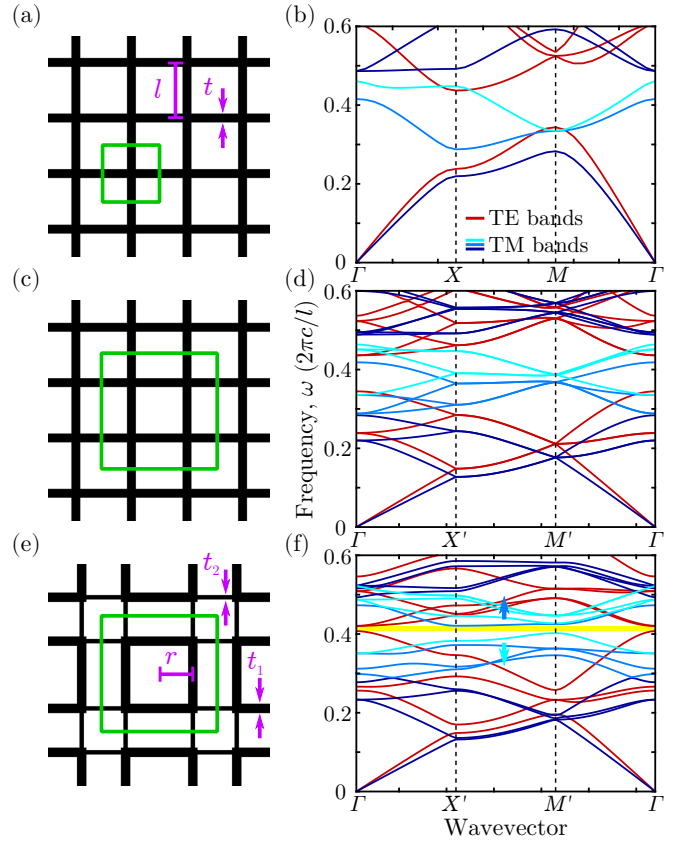 (a)
l
t
(b)
0.6
0.4
0.2
0
TE bands
TM bands
Γ
X
M
Γ
(c)
(d)
0.6
0.4
0.2
0
Γ
X′
M′
Γ
Frequency, ω (2πc/l)
(e)
t₂
r
t₁
(f)
0.6
0.4
0.2
0
Γ
X′
M′
Γ
Wavevector